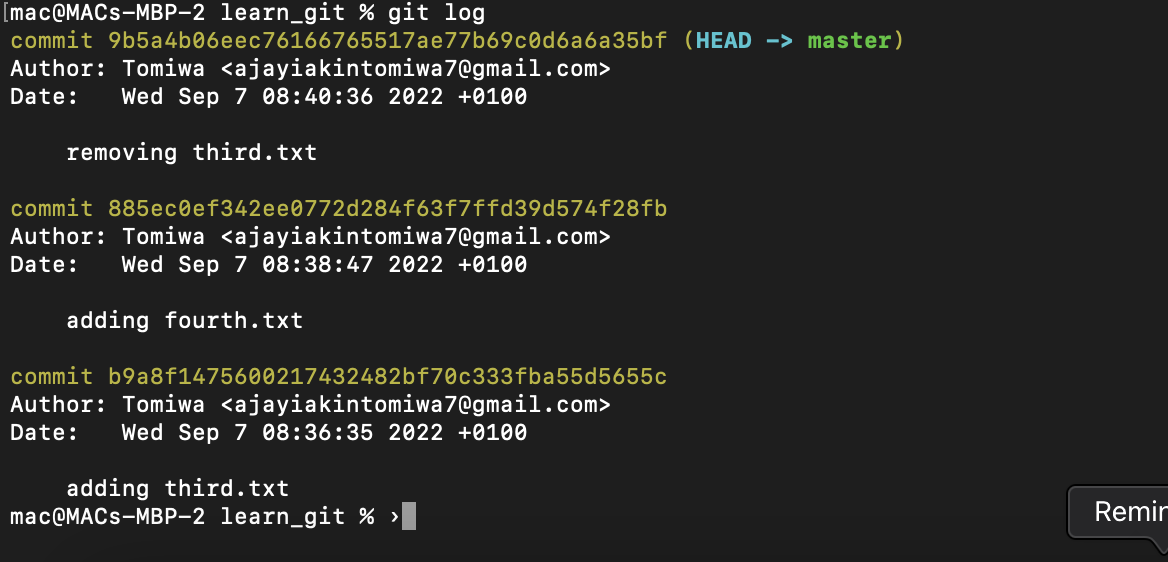 [mac@MACs-MBP-2 learn_git % git log
commit 9b5a4b06eec76166765517ae77b69c0d6a6a35bf (HEAD -> master)
Author: Tomiwa <ajayiakintomiwa7@gmail.com>
Date:   Wed Sep 7 08:40:36 2022 +0100
removing third.txt
commit 885ec0ef342ee0772d284f63f7ffd39d574f28fb
Author: Tomiwa <ajayiakintomiwa7@gmail.com>
Date:   Wed Sep 7 08:38:47 2022 +0100
adding fourth.txt
commit b9a8f1475600217432482bf70c333fba55d5655c
Author: Tomiwa <ajayiakintomiwa7@gmail.com>
Date:   Wed Sep 7 08:36:35 2022 +0100
adding third.txt
mac@MACs-MBP-2 learn_git % ›